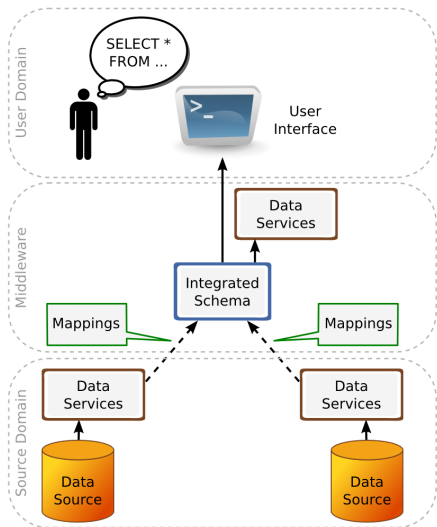 User Domain
SELECT *
FROM ...
>_
User
Interface
Middleware
Data
Services
Integrated
Schema
Mappings
Mappings
Source Domain
Data
Services
Data
Services
Data
Source
Data
Source